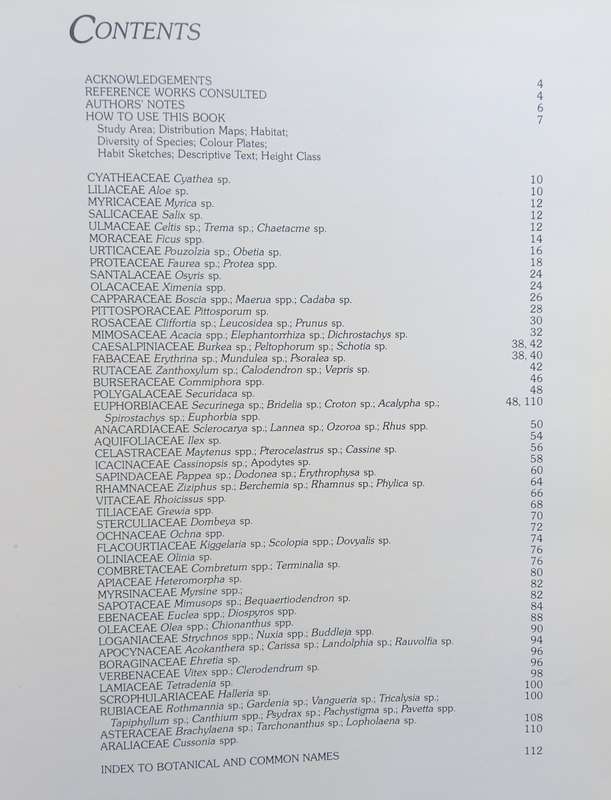 CONTENTS
ACKNOWLEDGEMENTS 4
REFERENCE WORKS CONSULTED 4
AUTHORS' NOTES 6
HOW TO USE THIS BOOK 7
Study Area; Distribution Maps; Habitat;
Diversity of Species; Colour Plates;
Habit Sketches; Descriptive Text; Height Class
CYATHEACEAE Cyathea sp. 10
LILIACEAE Aloe sp. 10
MYRICACEAE Myrica sp. 12
SALICACEAE Salix sp. 12
ULMACEAE Celtis sp.; Trema sp.; Chaetacme sp. 12
MORACEAE Ficus spp. 14
URTICACEAE Pouzolzia sp.; Obetia sp. 16
PROTEACEAE Faurea sp.; Protea spp. 18
SANTALACEAE Osyris sp. 24
OLACACEAE Ximenia spp. 24
CAPPARACEAE Boscia spp.; Maerua spp.; Cadaba sp. 26
PITTOSPORACEAE Pittosporum sp. 28
ROSACEAE Cliffortia sp.; Leucosidea sp.; Prunus sp. 30
MIMOSACEAE Acacia spp.; Elephantorrhiza sp.; Dichrostachys sp. 32
CAESALPINIACEAE Burkea sp.; Peltophorum sp.; Schotia sp. 38, 42
FABACEAE Erythrina sp.; Mundulea sp.; Psoralea sp. 38, 40
RUTACEAE Zanthoxylum sp.; Calodendron sp.; Vepris sp. 42
BURSERACEAE Commiphora spp. 46
POLYGALACEAE Securidaca sp. 48
EUPHORBIACEAE Securinega sp.; Bridelia sp.; Croton sp.; Acalypha sp.; 48, 110
Spirostachys sp.; Euphorbia spp.
ANACARDIACEAE Sclerocarya sp.; Lannea sp.; Ozoroa sp.; Rhus spp. 50
AQUIFOLIACEAE Ilex sp. 54
CELASTRACEAE Maytenus spp.; Pterocelastrus sp.; Cassine sp. 56
ICACINACEAE Cassinopsis sp.; Apodytes sp. 58
SAPINDACEAE Pappea sp.; Dodonea sp.; Erythrophysa sp. 60
RHAMNACEAE Ziziphus sp.; Berchemia sp.; Rhamnus sp.; Phylica sp. 64
VITACEAE Rhoicissus spp. 66
TILIACEAE Grewia spp. 68
STERCULIACEAE Dombeya sp. 70
OCHNACEAE Ochna spp. 72
FLACOURTIACEAE Kiggelaria sp.; Scolopia spp.; Dovyalis sp. 74
OLINIACEAE Olinia sp. 76
COMBRETACEAE Combretum spp.; Terminalia sp. 76
APIACEAE Heteromorpha sp. 80
MYRSINACEAE Myrsine spp.; 82
SAPOTACEAE Mimusops sp.; Bequaertiodendron sp. 82
EBENACEAE Euclea spp.; Diospyros spp. 84
OLEACEAE Olea spp.; Chionanthus spp. 88
LOGANIACEAE Strychnos spp.; Nuxia spp.; Buddleja spp. 90
APOCYNACEAE Acokanthera sp.; Carissa sp.; Landolphia sp.; Rauvolfia sp. 94
BORAGINACEAE Ehretia sp. 96
VERBENACEAE Vitex spp.; Clerodendrum sp. 96
LAMIACEAE Tetradenia sp. 98
SCROPHULARIACEAE Halleria sp. 100
RUBIACEAE Rothmannia sp.; Gardenia sp.; Vangueria sp.; Tricalysia sp.; 100
Tapiphyllum sp.; Canthium spp.; Psydrax sp.; Pachystigma sp.; Pavetta spp.
ASTERACEAE Brachylaena sp.; Tarchonanthus sp.; Lopholaena sp. 108
ARALIACEAE Cussonia spp. 110
INDEX TO BOTANICAL AND COMMON NAMES 112